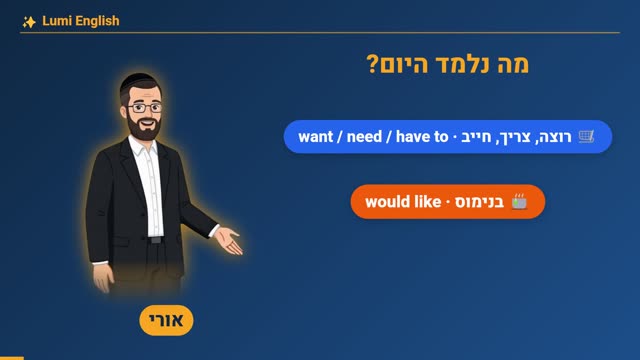 Lumi English
מה נלמד היום?
רוצה, צריך, חייב · want / need / have to
בנימוס · would like
אורי